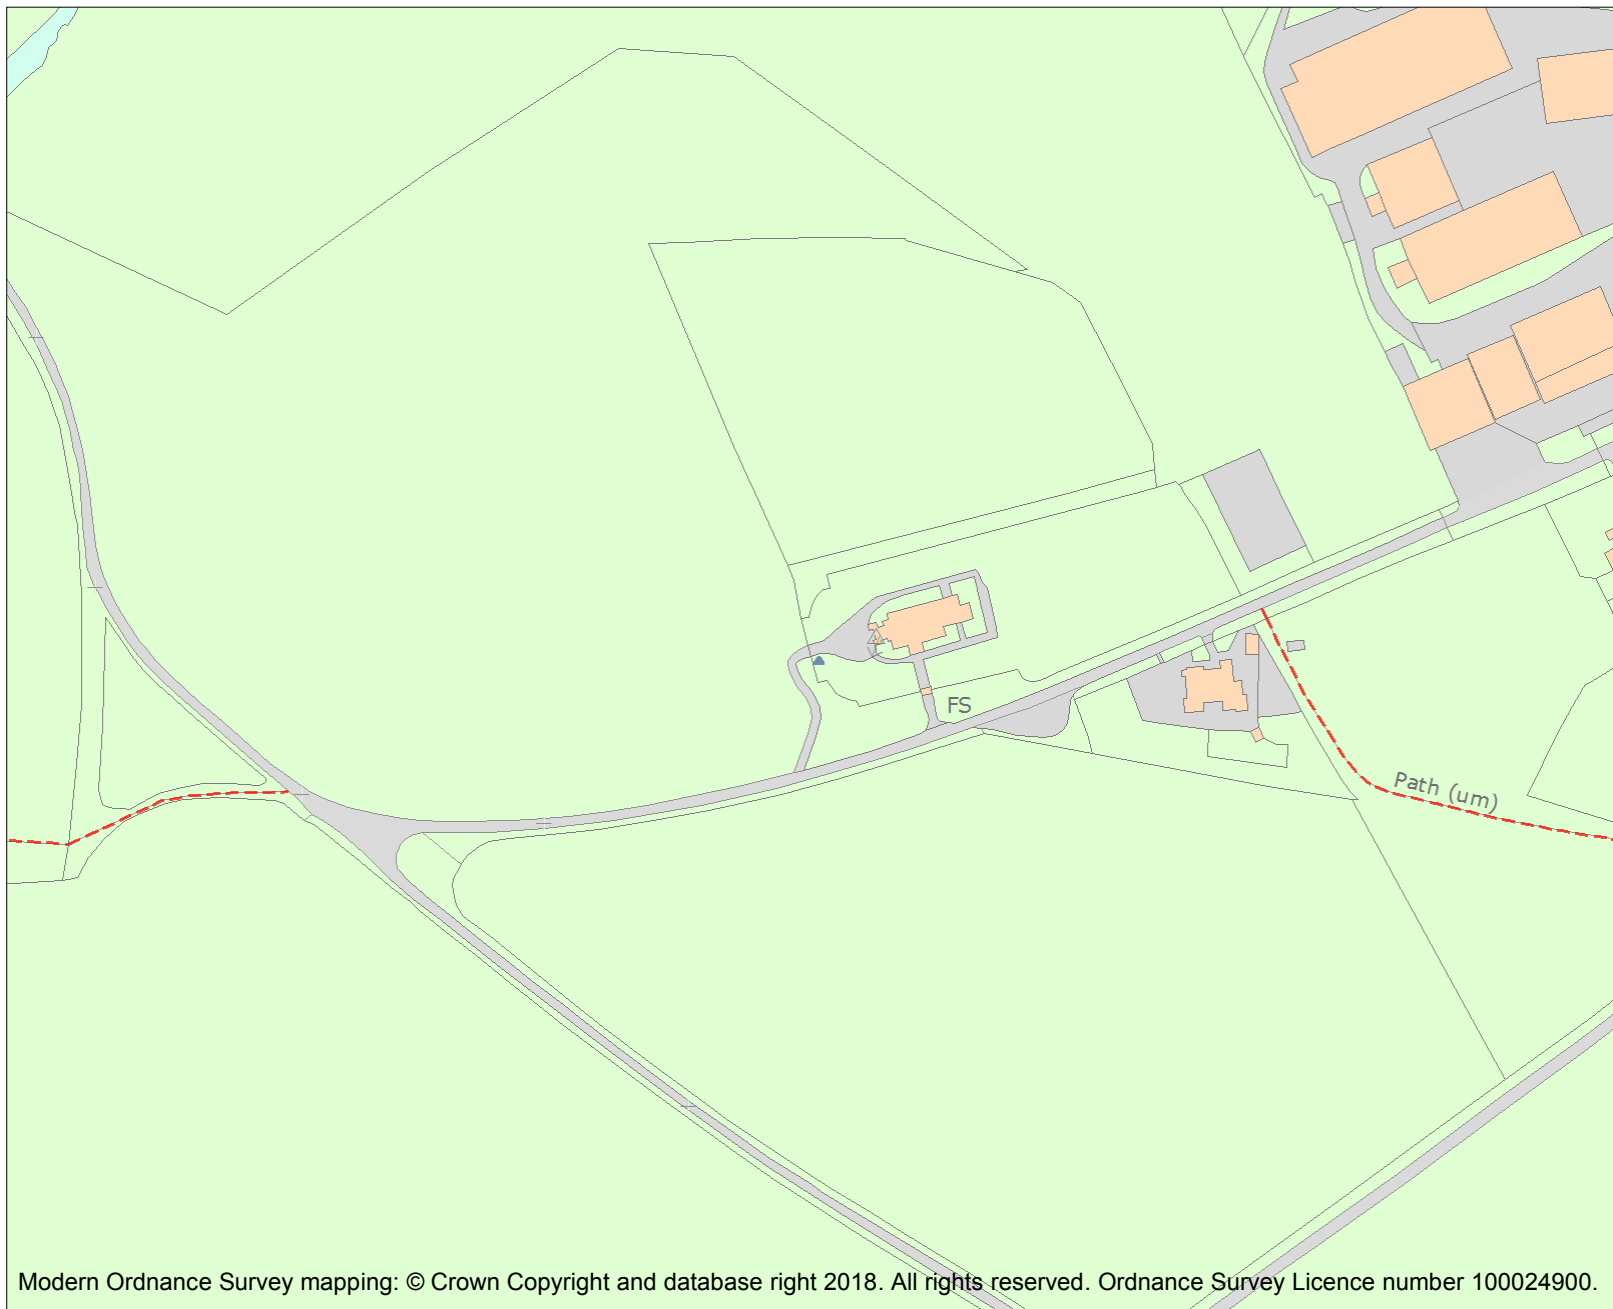 FS
Path (um)
Modern Ordnance Survey mapping: © Crown Copyright and database right 2018. All rights reserved. Ordnance Survey Licence number 100024900.